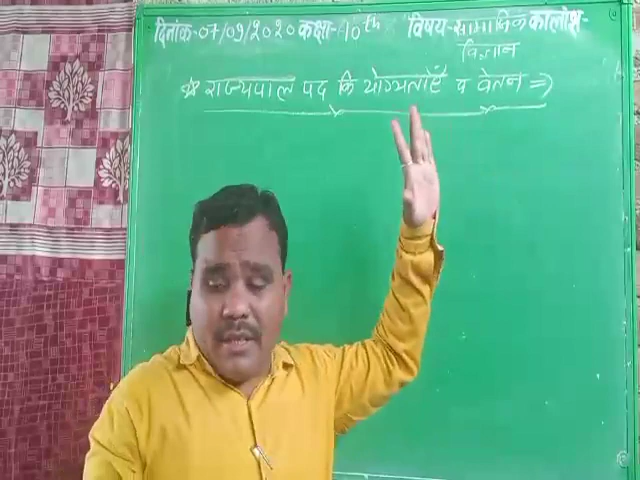 दिनांक-07/09/2020 कक्षा-10th विषय-सामाजिक कालांश-
विज्ञान
* राज्यपाल पद कि योग्यताएँ व वेतन =>